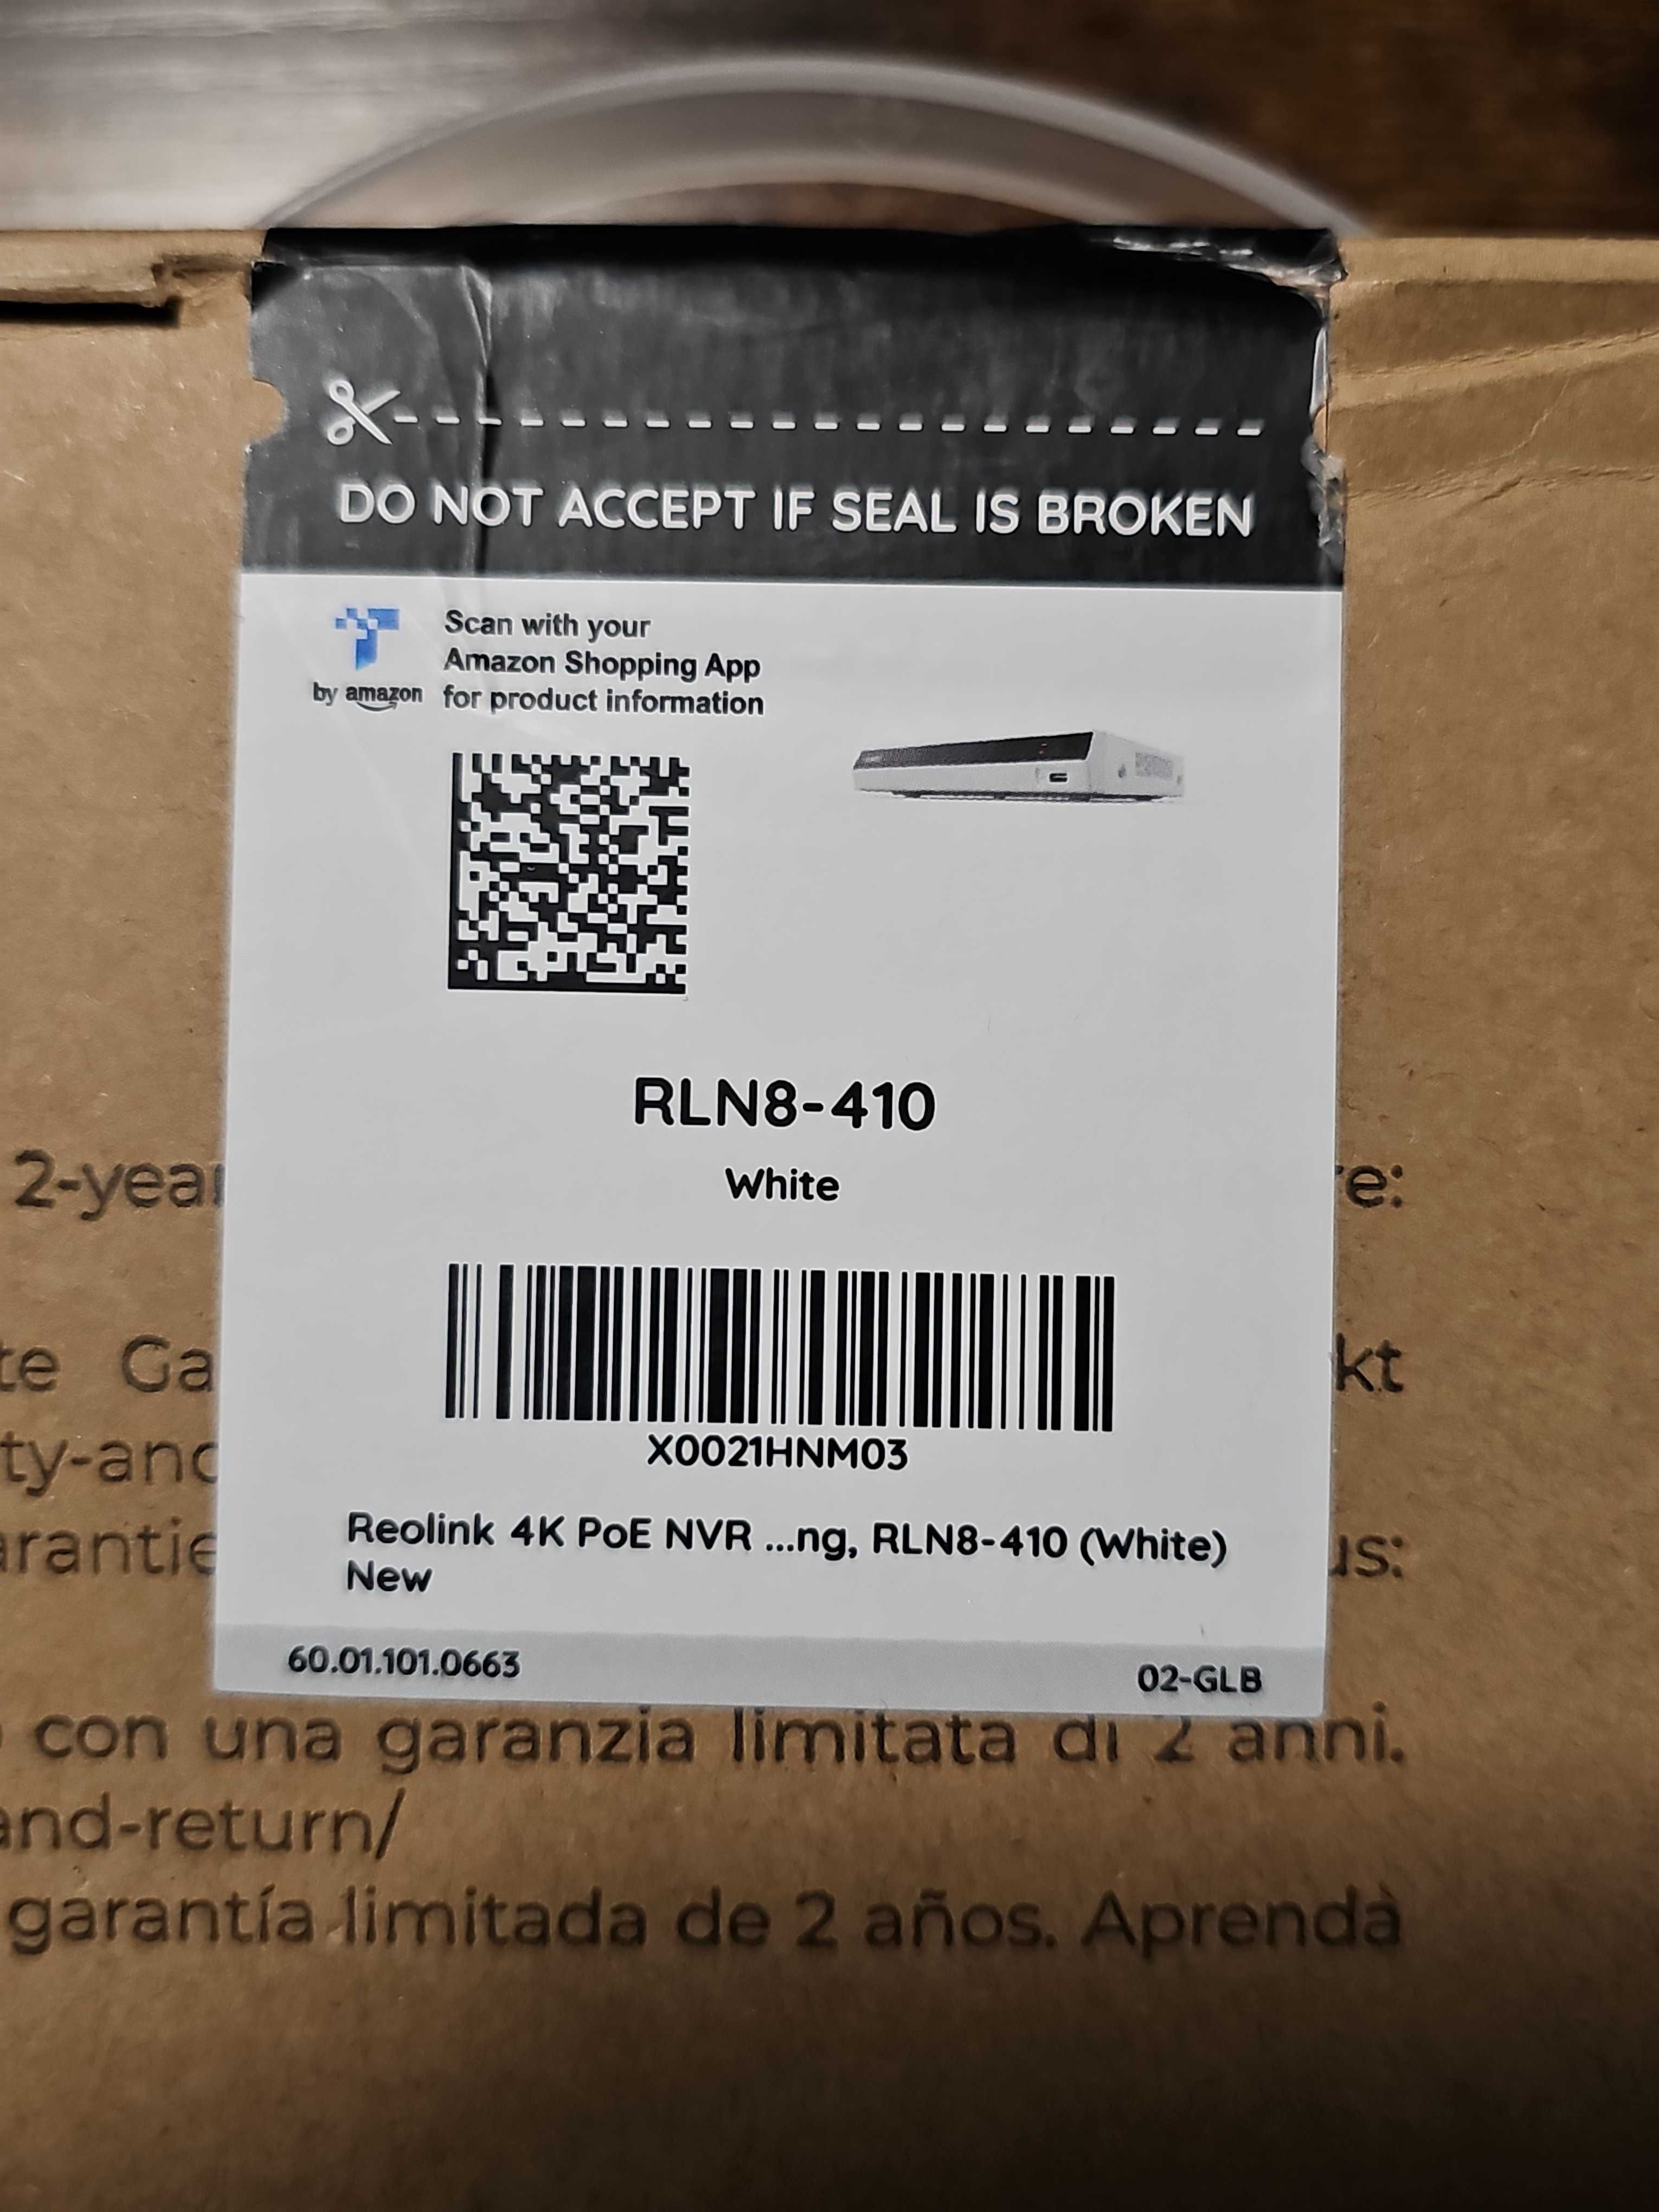 DO NOT ACCEPT IF SEAL IS BROKEN
Scan with your
Amazon Shopping App
by amazon for product information
RLN8-410
2-year
re:
White
te Ga
kt
X0021HNM03
ty-and
Reolink 4K PoE NVR ...ng, RLN8-410 (White)
arantie
us:
New
60.01.101.0663 02-GLB
con una garanzia limitata di 2 anni.
and-return/
garantía limitada de 2 años. Aprenda